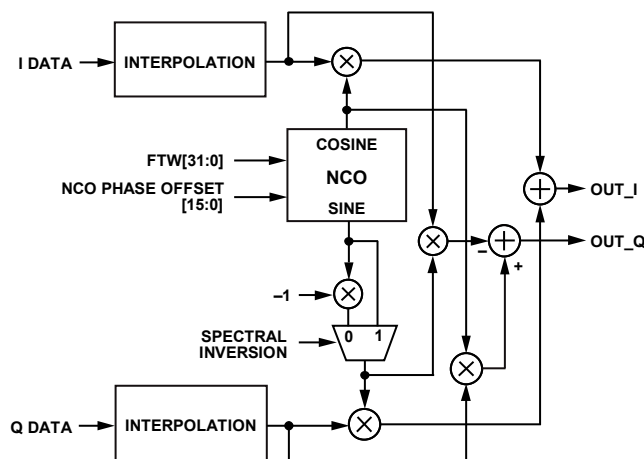 I DATA
INTERPOLATION
COSINE
FTW[31:0]
NCO
NCO PHASE OFFSET
[15:0]
SINE
OUT_I
OUT_Q
–
+
–1
0 1
SPECTRAL
INVERSION
Q DATA
INTERPOLATION